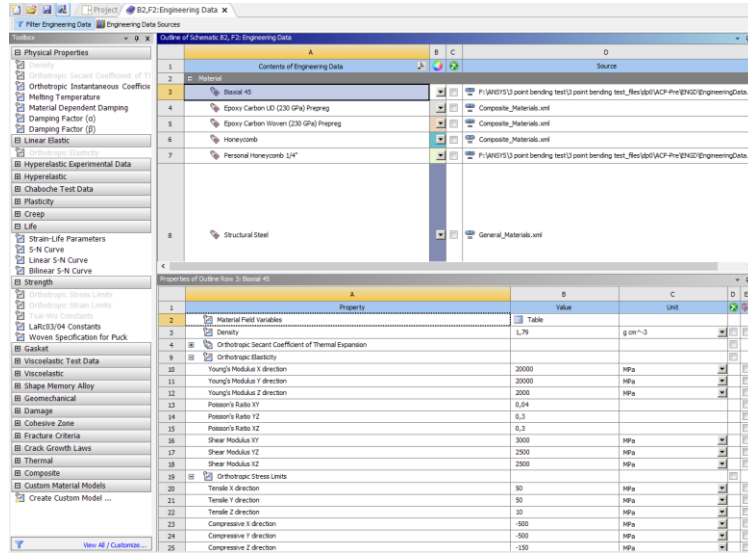 Project
B2,F2:Engineering Data
Filter Engineering Data
Engineering Data Sources
Toolbox
Physical Properties
Density
Orthotropic Secant Coefficient of T
Orthotropic Instantaneous Coefficie
Melting Temperature
Material Dependent Damping
Damping Factor (α)
Damping Factor (β)
Linear Elastic
Orthotropic Elasticity
Hyperelastic Experimental Data
Hyperelastic
Chaboche Test Data
Plasticity
Creep
Life
Strain-Life Parameters
S-N Curve
Linear S-N Curve
Bilinear S-N Curve
Strength
Orthotropic Stress Limits
Orthotropic Strain Limits
Tsai-Wu Constants
LaRc03/04 Constants
Woven Specification for Puck
Gasket
Viscoelastic Test Data
Viscoelastic
Shape Memory Alloy
Geomechanical
Damage
Cohesive Zone
Fracture Criteria
Crack Growth Laws
Thermal
Composite
Custom Material Models
Create Custom Model ...
View All / Customize...
Outline of Schematic B2, F2: Engineering Data
A B C D
1 Contents of Engineering Data Source
2 Material
3 Biaxial 45 F:\ANSYS\3 point bending test\3 point bending test_files\dp0\ACP-Pre\ENGD\EngineeringData.
4 Epoxy Carbon UD (230 GPa) Prepreg Composite_Materials.xml
5 Epoxy Carbon Woven (230 GPa) Prepreg Composite_Materials.xml
6 Honeycomb Composite_Materials.xml
7 Personal Honeycomb 1/4" F:\ANSYS\3 point bending test\3 point bending test_files\dp0\ACP-Pre\ENGD\EngineeringData.
8 Structural Steel General_Materials.xml
Properties of Outline Row 3: Biaxial 45
A B C D E
1 Property Value Unit
2 Material Field Variables Table
3 Density 1,79 g cm^-3
4 Orthotropic Secant Coefficient of Thermal Expansion
9 Orthotropic Elasticity
10 Young's Modulus X direction 20000 MPa
11 Young's Modulus Y direction 20000 MPa
12 Young's Modulus Z direction 2000 MPa
13 Poisson's Ratio XY 0,04
14 Poisson's Ratio YZ 0,3
15 Poisson's Ratio XZ 0,3
16 Shear Modulus XY 3000 MPa
17 Shear Modulus YZ 2500 MPa
18 Shear Modulus XZ 2500 MPa
19 Orthotropic Stress Limits
20 Tensile X direction 50 MPa
21 Tensile Y direction 50 MPa
22 Tensile Z direction 10 MPa
23 Compressive X direction -500 MPa
24 Compressive Y direction -500 MPa
25 Compressive Z direction -150 MPa